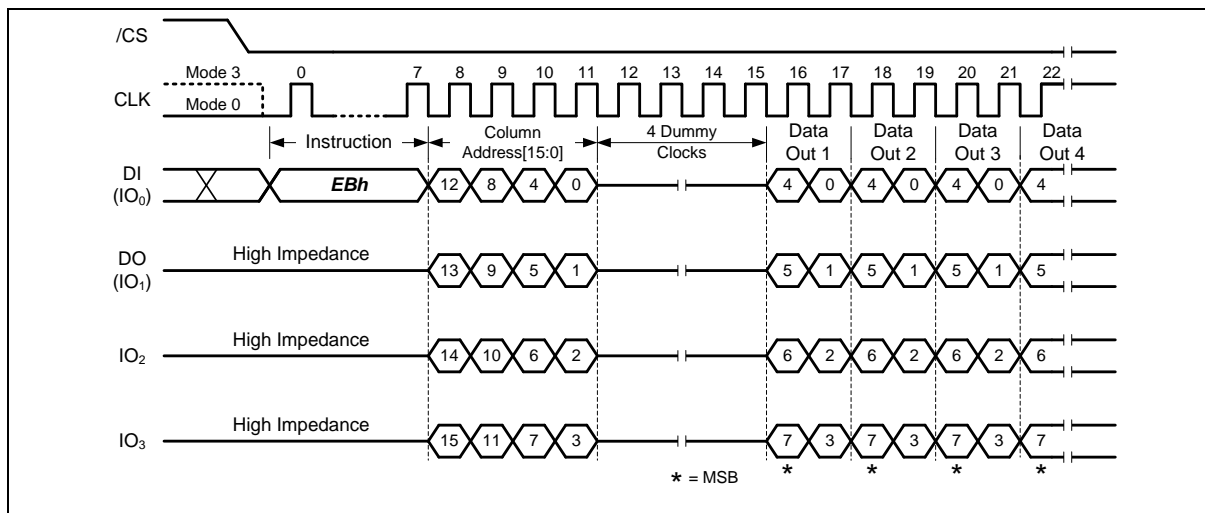 /CS
Mode 3 0 7 8 9 10 11 12 13 14 15 16 17 18 19 20 21 22
CLK
Mode 0
Instruction
Column
Address[15:0]
4 Dummy
Clocks
Data
Out 1
Data
Out 2
Data
Out 3
Data
Out 4
DI
(IO₀)
EBh 12 8 4 0 4 0 4 0 4 0 4
DO
(IO₁)
High Impedance
13 9 5 1 5 1 5 1 5 1 5
IO₂
High Impedance
14 10 6 2 6 2 6 2 6 2 6
IO₃
High Impedance
15 11 7 3 7 3 7 3 7 3 7
* * * *
* = MSB